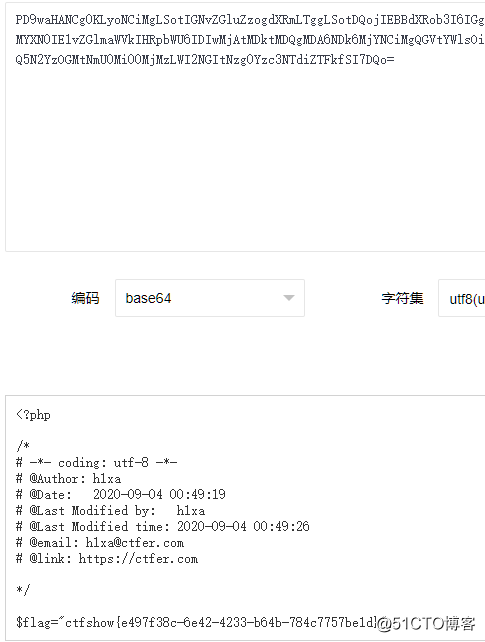 PD9waHANCg0KLyoNCiMgLSotIGNvZGluZzogdXRmLTggLSotDQojIEBBdXRob3I6IGg
MYXN0IE1vZGlmaWVkIHRpbWU6IDIwMjAtMDktMDQgMDA6NDk6MjYNCiMgQGVtYWlsOi
Q5N2YzOGMtNmU0Mi00MjMzLWI2NGItNzg0Yzc3NTdiZTFkfSI7DQo=
编码 base64 字符集 utf8(u
<?php
/*
# -*- coding: utf-8 -*-
# @Author: h1xa
# @Date:   2020-09-04 00:49:19
# @Last Modified by:   h1xa
# @Last Modified time: 2020-09-04 00:49:26
# @email: h1xa@ctfer.com
# @link: https://ctfer.com
*/
$flag="ctfshow{e497f38c-6e42-4233-b64b-784c7757be1d}
@51CTO博客